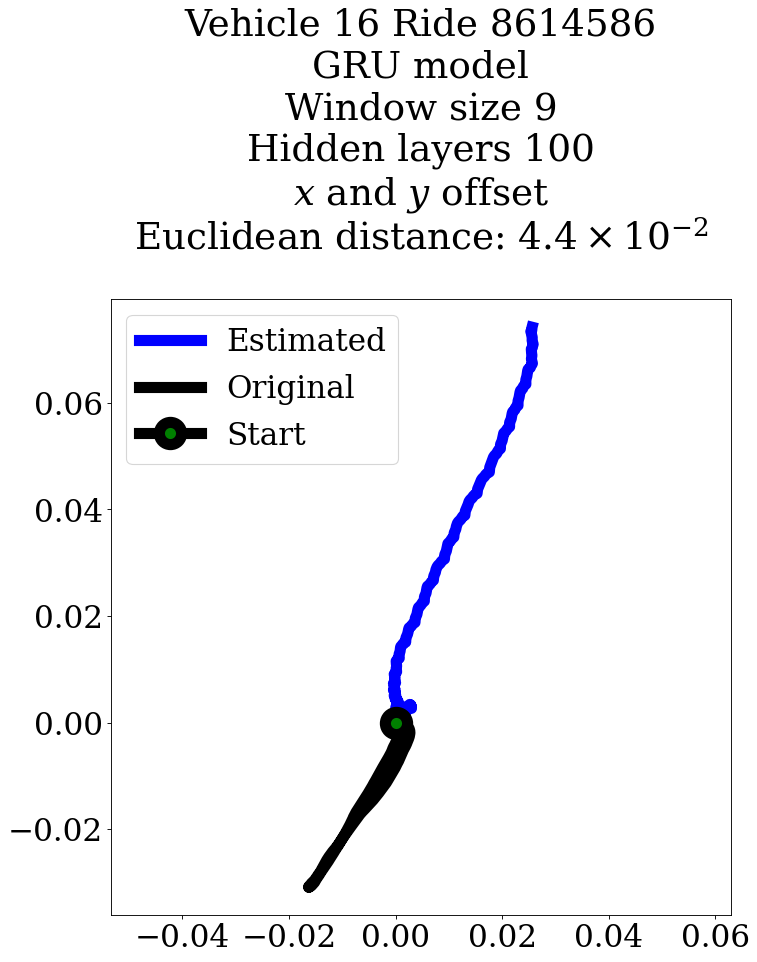 Vehicle 16 Ride 8614586
GRU model
Window size 9
Hidden layers 100
x and y offset
Euclidean distance: 4.4 × 10⁻²
Estimated
Original
Start
0.06
0.04
0.02
0.00
−0.02
−0.04 −0.02 0.00 0.02 0.04 0.06